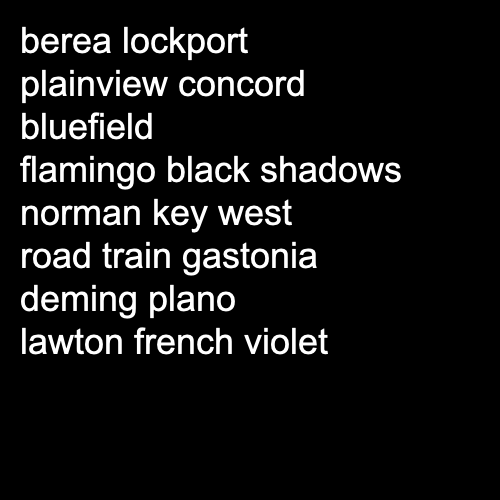 berea lockport
plainview concord
bluefield
flamingo black shadows
norman key west
road train gastonia
deming plano
lawton french violet